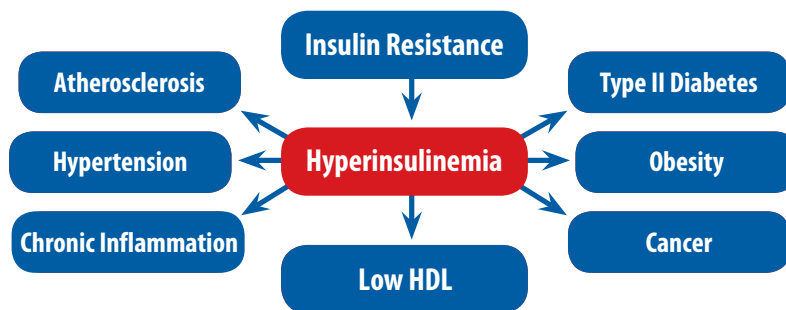 Insulin Resistance
Atherosclerosis
Type II Diabetes
Hypertension
Hyperinsulinemia
Obesity
Chronic Inflammation
Cancer
Low HDL